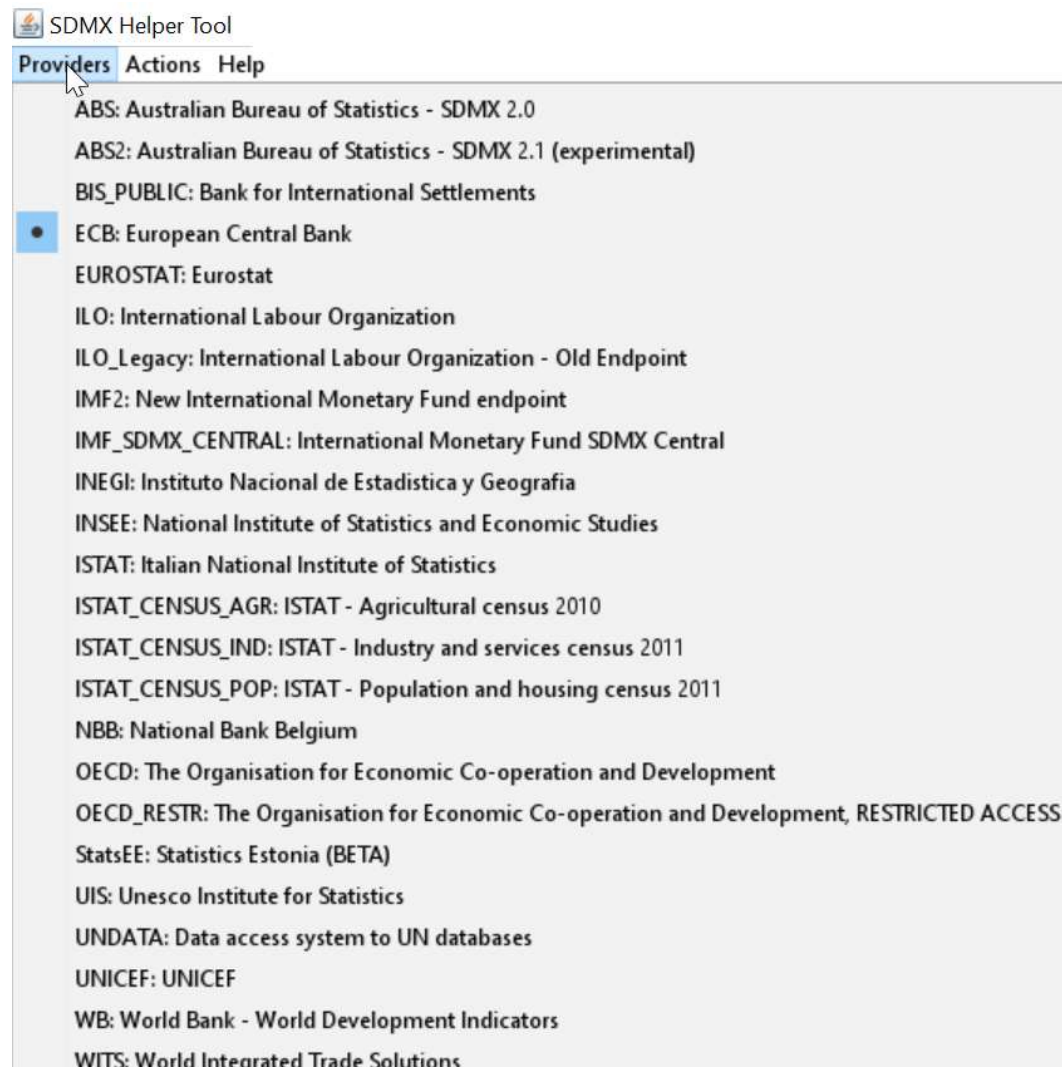 SDMX Helper Tool
Providers Actions Help
ABS: Australian Bureau of Statistics - SDMX 2.0
ABS2: Australian Bureau of Statistics - SDMX 2.1 (experimental)
BIS_PUBLIC: Bank for International Settlements
ECB: European Central Bank
EUROSTAT: Eurostat
ILO: International Labour Organization
ILO_Legacy: International Labour Organization - Old Endpoint
IMF2: New International Monetary Fund endpoint
IMF_SDMX_CENTRAL: International Monetary Fund SDMX Central
INEGI: Instituto Nacional de Estadistica y Geografia
INSEE: National Institute of Statistics and Economic Studies
ISTAT: Italian National Institute of Statistics
ISTAT_CENSUS_AGR: ISTAT - Agricultural census 2010
ISTAT_CENSUS_IND: ISTAT - Industry and services census 2011
ISTAT_CENSUS_POP: ISTAT - Population and housing census 2011
NBB: National Bank Belgium
OECD: The Organisation for Economic Co-operation and Development
OECD_RESTR: The Organisation for Economic Co-operation and Development, RESTRICTED ACCESS
StatsEE: Statistics Estonia (BETA)
UIS: Unesco Institute for Statistics
UNDATA: Data access system to UN databases
UNICEF: UNICEF
WB: World Bank - World Development Indicators
WITS: World Integrated Trade Solutions